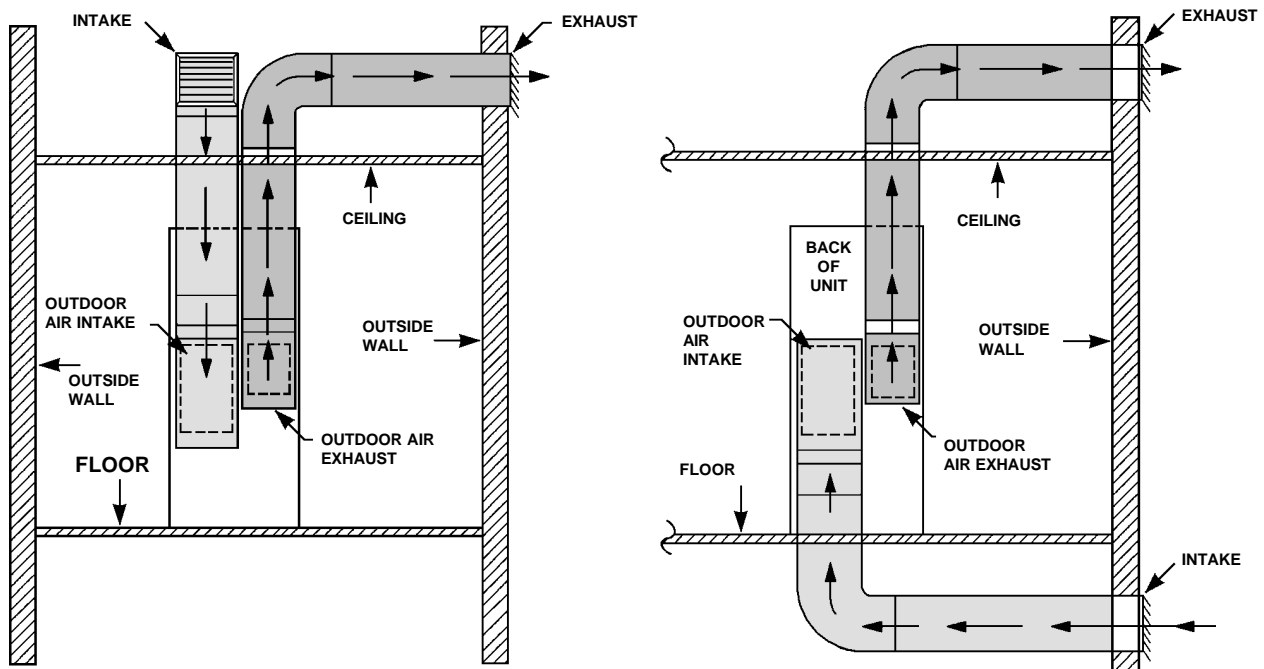 INTAKE
EXHAUST
CEILING
OUTDOOR
AIR INTAKE
OUTSIDE
WALL
OUTSIDE
WALL
OUTDOOR AIR
EXHAUST
FLOOR
EXHAUST
CEILING
BACK
OF
UNIT
OUTDOOR
AIR
INTAKE
OUTSIDE
WALL
OUTDOOR
AIR EXHAUST
FLOOR
INTAKE